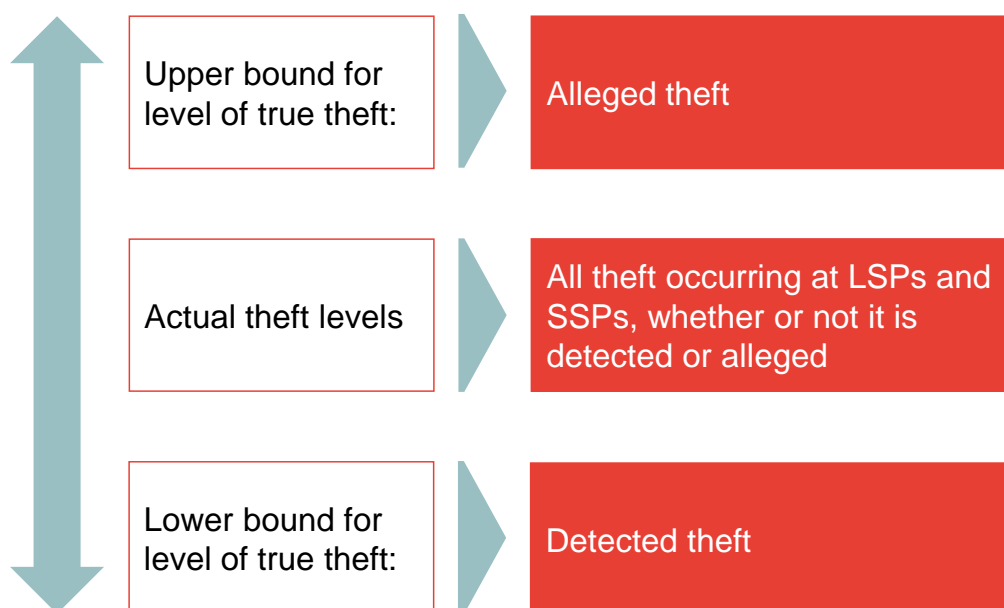 Upper bound for
level of true theft:
Alleged theft
Actual theft levels
All theft occurring at LSPs and
SSPs, whether or not it is
detected or alleged
Lower bound for
level of true theft:
Detected theft